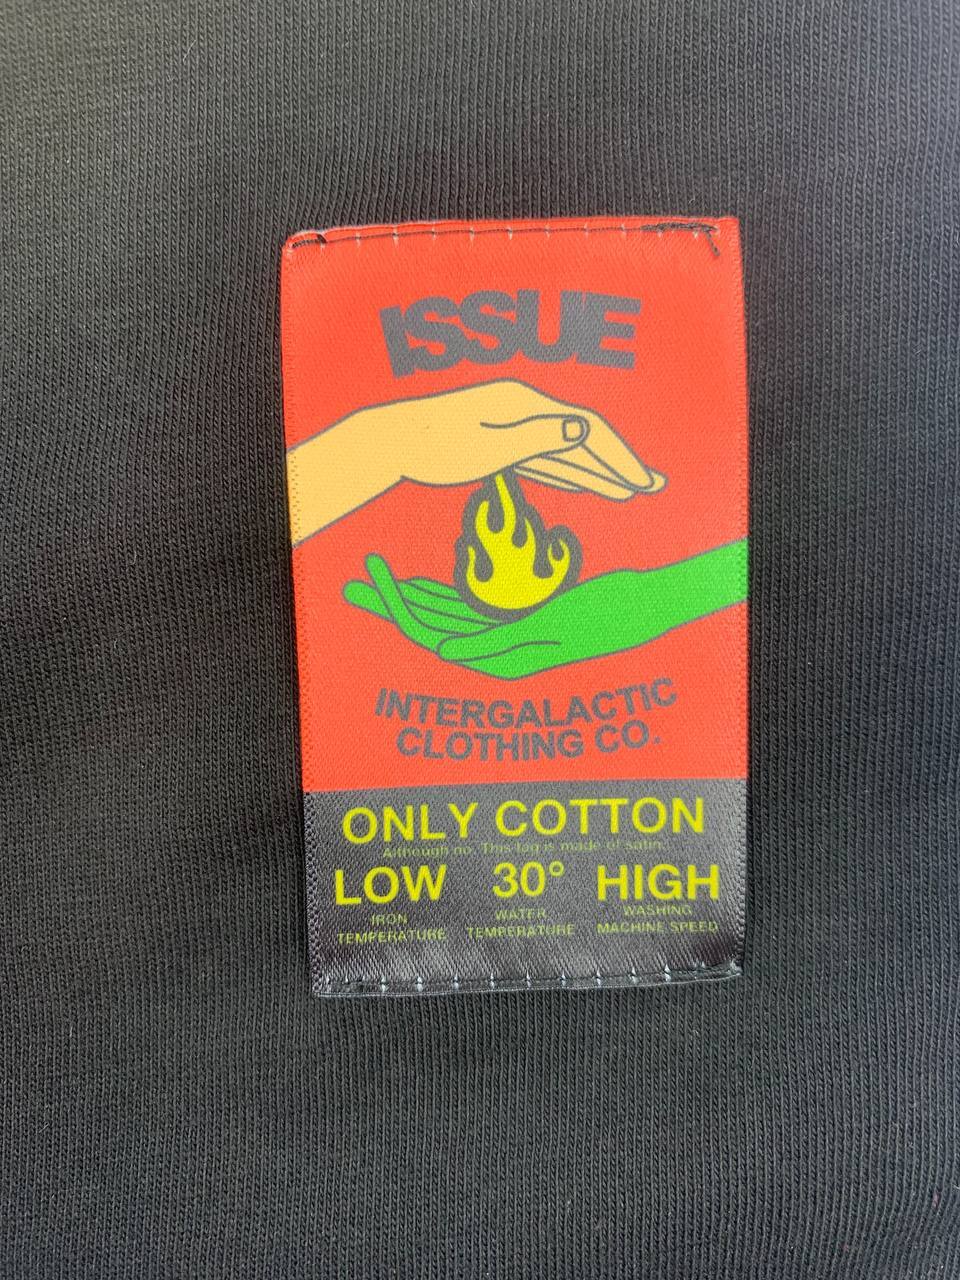 ISSUE
INTERGALACTIC
CLOTHING CO.
ONLY COTTON
Although no. This tag is made of satin.
LOW 30° HIGH
IRON WATER WASHING
TEMPERATURE TEMPERATURE MACHINE SPEED